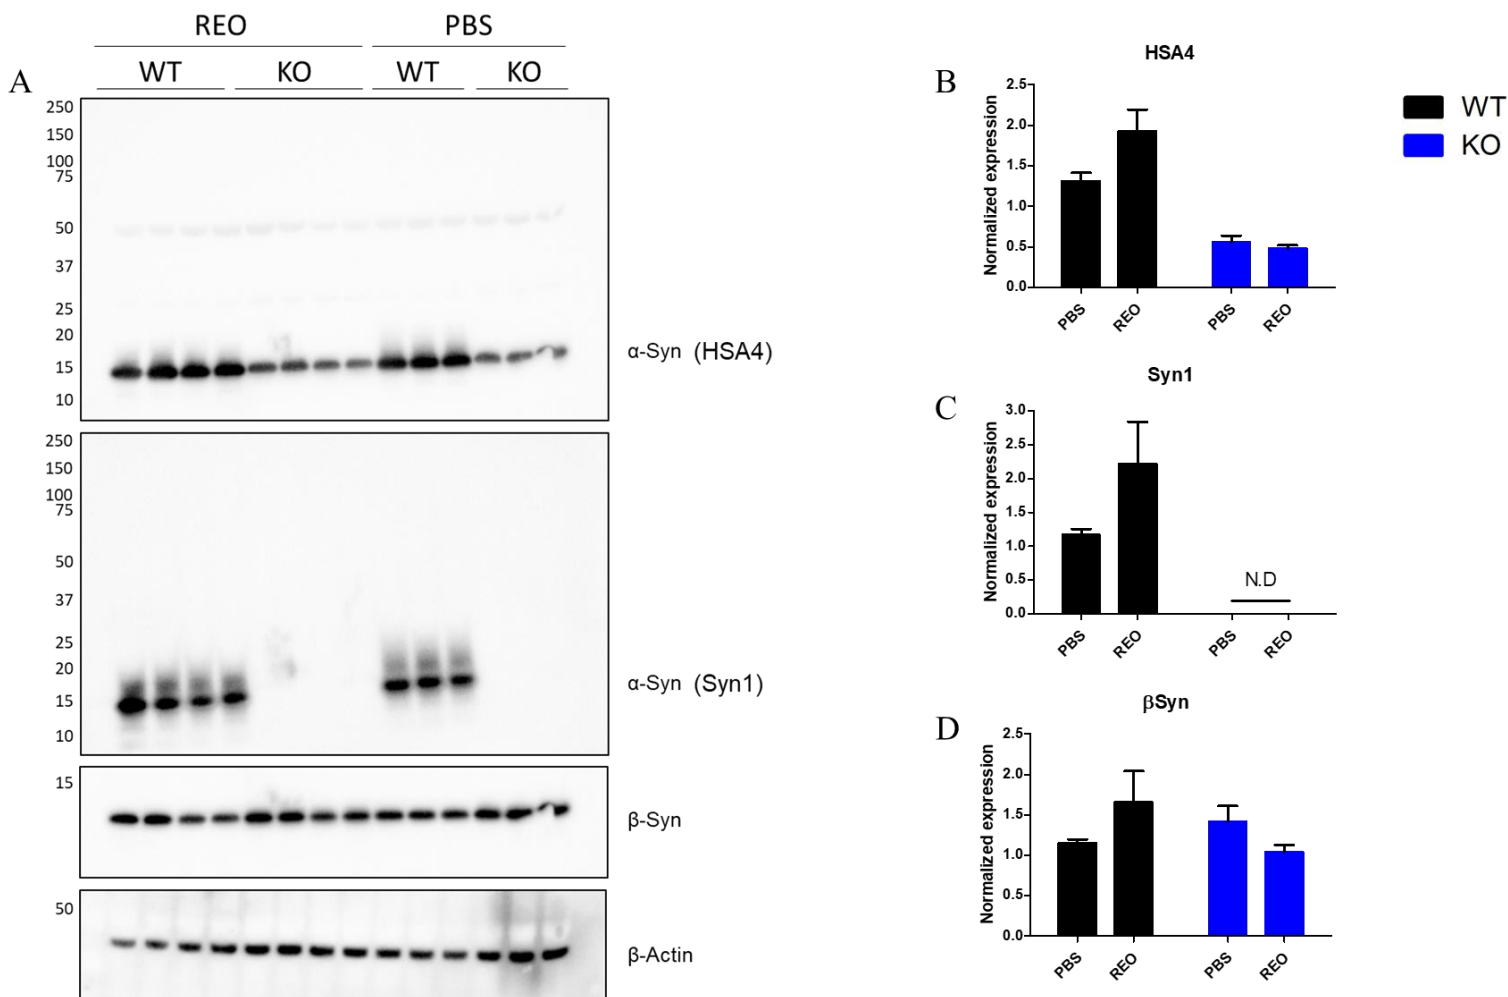 REO PBS
WT KO WT KO
A
250
150
100
75
50
37
25
20
15
10
α-Syn (HSA4)
250
150
100
75
50
37
25
20
15
10
α-Syn (Syn1)
15
β-Syn
50
β-Actin
B
HSA4
Normalized expression
2.5
2.0
1.5
1.0
0.5
0.0
PBS REO PBS REO
WT
KO
C
Syn1
Normalized expression
3.0
2.5
2.0
1.5
1.0
0.5
0.0
N.D
PBS REO PBS REO
D
βSyn
Normalized expression
2.5
2.0
1.5
1.0
0.5
0.0
PBS REO PBS REO